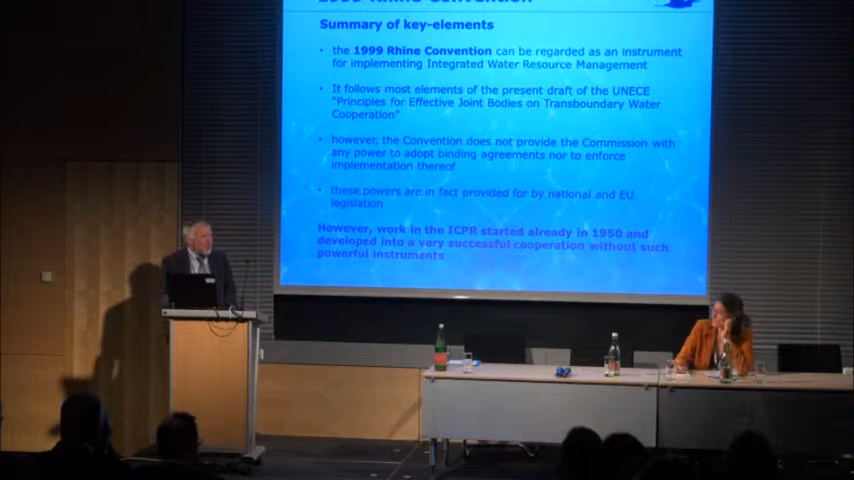 1999 Rhine Convention
Summary of key-elements
• the 1999 Rhine Convention can be regarded as an instrument
for implementing Integrated Water Resource Management
• It follows most elements of the present draft of the UNECE
"Principles for Effective Joint Bodies on Transboundary Water
Cooperation"
• however, the Convention does not provide the Commission with
any power to adopt binding agreements nor to enforce
implementation thereof
• these powers are in fact provided for by national and EU
legislation
However, work in the ICPR started already in 1950 and
developed into a very successful cooperation without such
powerful instruments